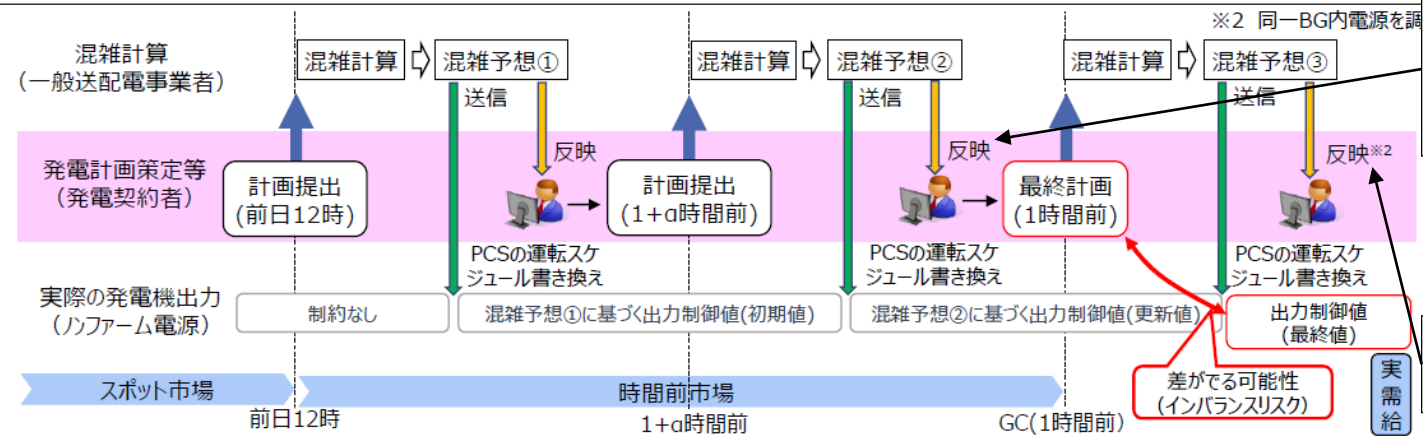 ※2 同一BG内電源を調
混雑計算
(一般送配電事業者)
混雑計算
混雑予想①
混雑計算
混雑予想②
混雑計算
混雑予想③
送信
送信
送信
反映
反映
反映※2
発電計画策定等
(発電契約者)
計画提出
(前日12時)
計画提出
(1+α時間前)
最終計画
(1時間前)
PCSの運転スケ
ジュール書き換え
PCSの運転スケ
ジュール書き換え
PCSの運転スケ
ジュール書き換え
実際の発電機出力
(ノンファーム電源)
制約なし
混雑予想①に基づく出力制御値(初期値)
混雑予想②に基づく出力制御値(更新値)
出力制御値
(最終値)
差がでる可能性
(インバランスリスク)
スポット市場
時間前市場
実需給
前日12時
1+α時間前
GC(1時間前)